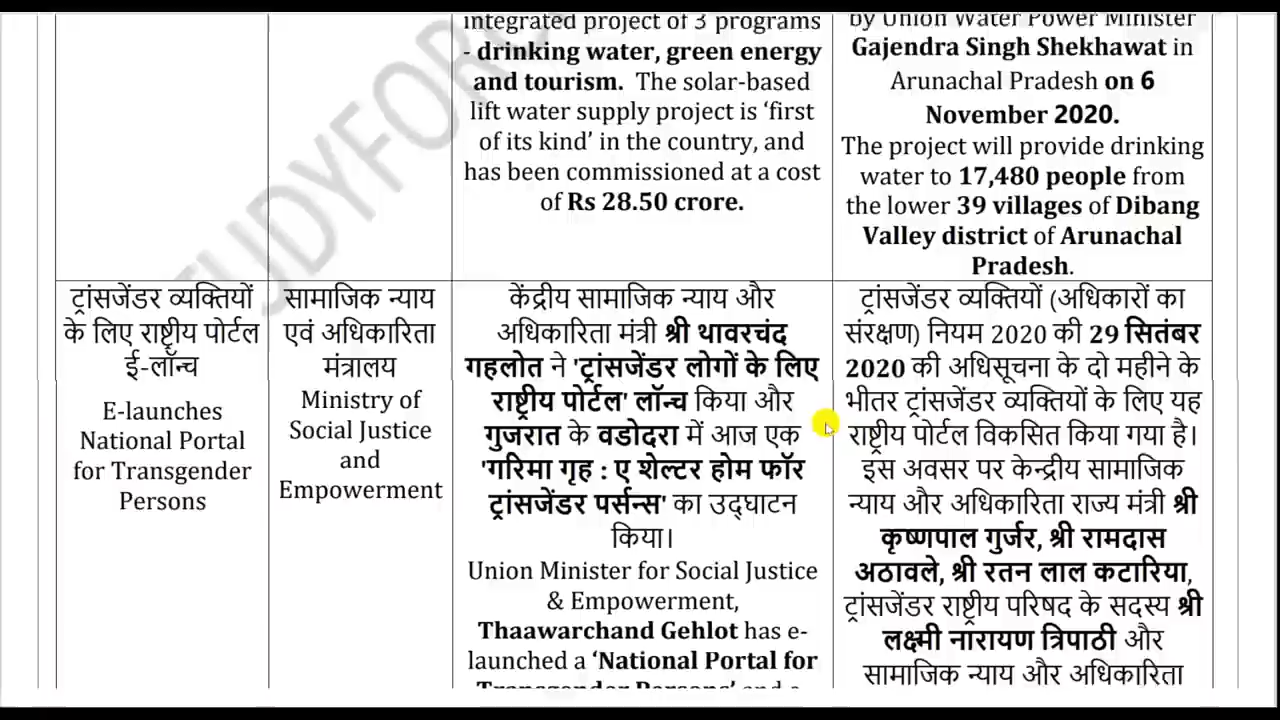 integrated project of 3 programs
- drinking water, green energy
and tourism. The solar-based
lift water supply project is ‘first
of its kind’ in the country, and
has been commissioned at a cost
of Rs 28.50 crore.
by Union Water Power Minister
Gajendra Singh Shekhawat in
Arunachal Pradesh on 6
November 2020.
The project will provide drinking
water to 17,480 people from
the lower 39 villages of Dibang
Valley district of Arunachal
Pradesh.
ट्रांसजेंडर व्यक्तियों
के लिए राष्ट्रीय पोर्टल
ई-लॉन्च
E-launches
National Portal
for Transgender
Persons
सामाजिक न्याय
एवं अधिकारिता
मंत्रालय
Ministry of
Social Justice
and
Empowerment
केंद्रीय सामाजिक न्याय और
अधिकारिता मंत्री श्री थावरचंद
गहलोत ने 'ट्रांसजेंडर लोगों के लिए
राष्ट्रीय पोर्टल' लॉन्च किया और
गुजरात के वडोदरा में आज एक
'गरिमा गृह : ए शेल्टर होम फॉर
ट्रांसजेंडर पर्सन्स' का उद्घाटन
किया।
Union Minister for Social Justice
& Empowerment,
Thaawarchand Gehlot has e-
launched a ‘National Portal for
Transgender Persons’ and a
ट्रांसजेंडर व्यक्तियों (अधिकारों का
संरक्षण) नियम 2020 की 29 सितंबर
2020 की अधिसूचना के दो महीने के
भीतर ट्रांसजेंडर व्यक्तियों के लिए यह
राष्ट्रीय पोर्टल विकसित किया गया है।
इस अवसर पर केन्द्रीय सामाजिक
न्याय और अधिकारिता राज्य मंत्री श्री
कृष्णपाल गुर्जर, श्री रामदास
अठावले, श्री रतन लाल कटारिया,
ट्रांसजेंडर राष्ट्रीय परिषद के सदस्य श्री
लक्ष्मी नारायण त्रिपाठी और
सामाजिक न्याय और अधिकारिता